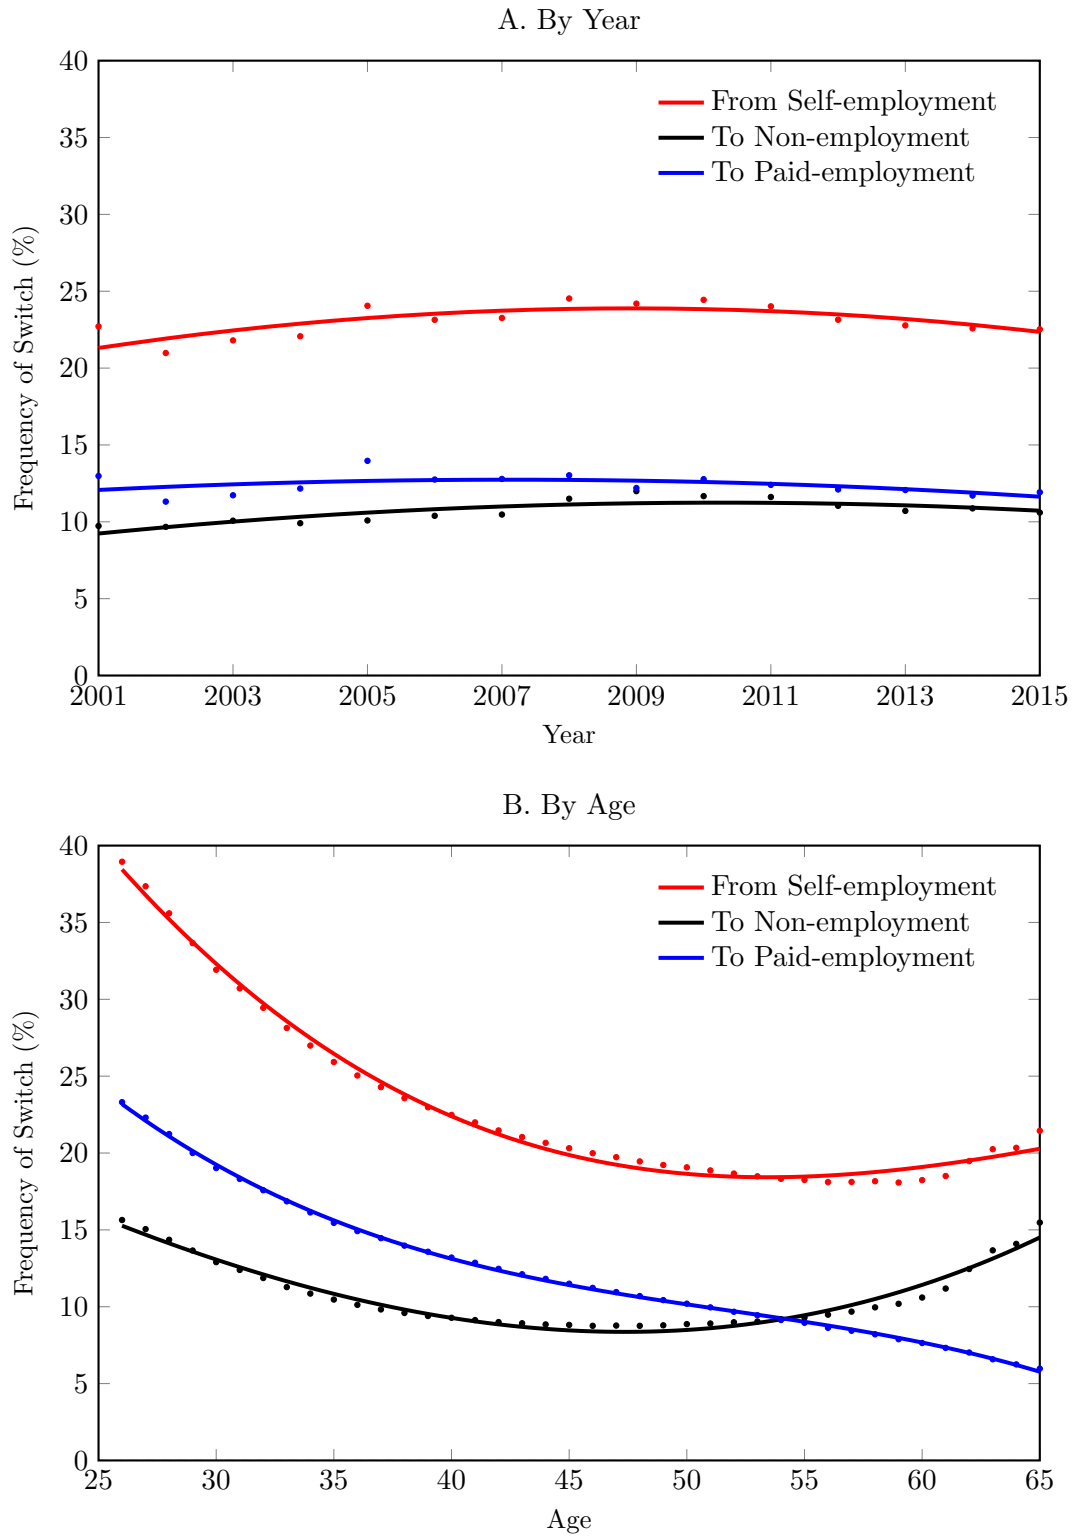 A. By Year
40
35
30
25
20
15
10
5
0
Frequency of Switch (%)
From Self-employment
To Non-employment
To Paid-employment
2001 2003 2005 2007 2009 2011 2013 2015
Year
B. By Age
40
35
30
25
20
15
10
5
0
Frequency of Switch (%)
From Self-employment
To Non-employment
To Paid-employment
25 30 35 40 45 50 55 60 65
Age